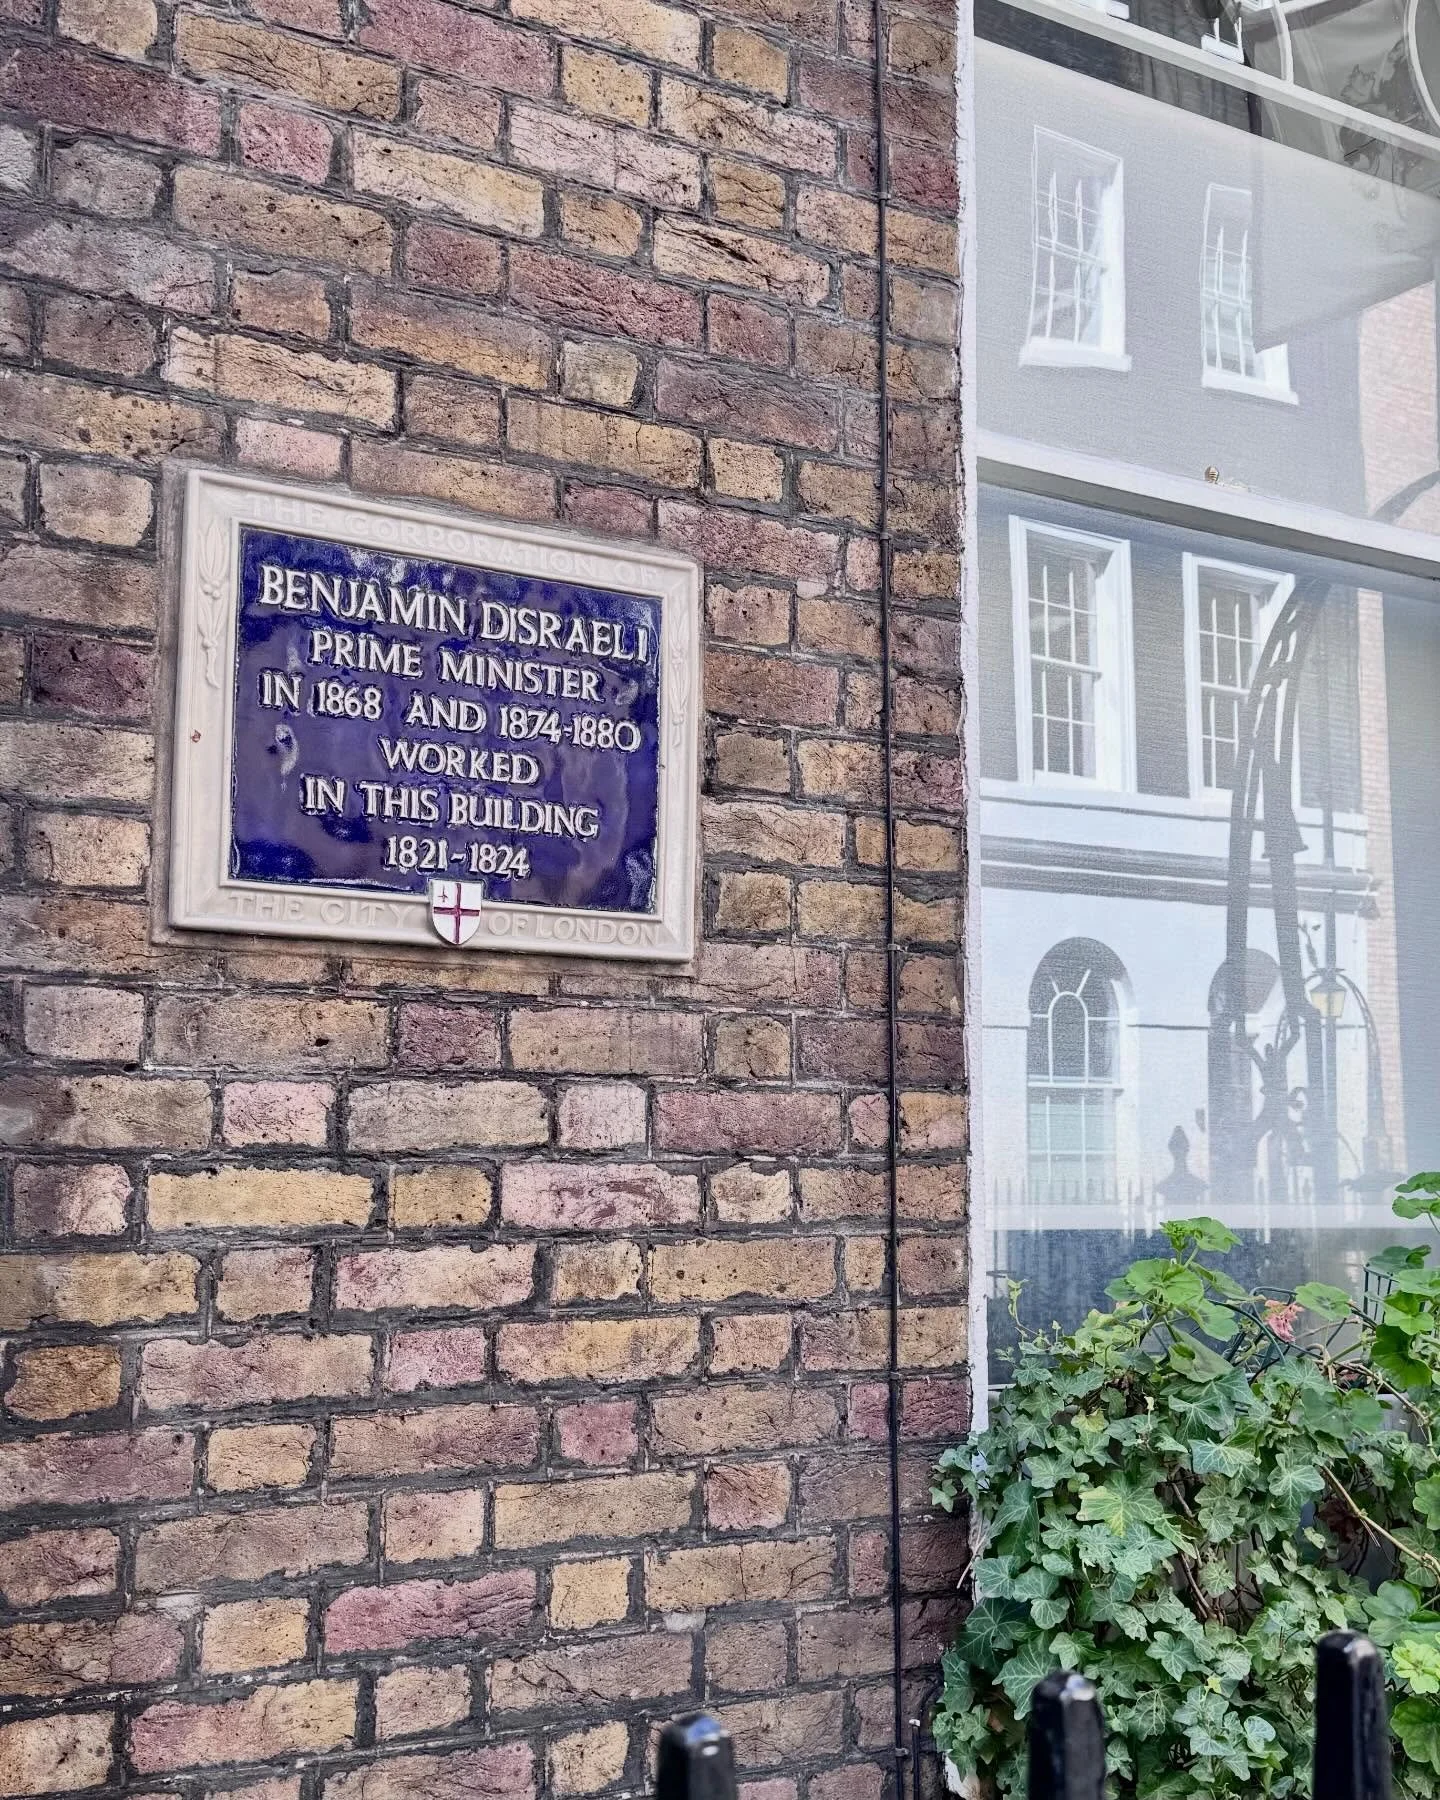 THE CORPORATION OF
BENJAMIN DISRAELI
PRIME MINISTER
IN 1868 AND 1874-1880
WORKED
IN THIS BUILDING
1821-1824
THE CITY OF LONDON